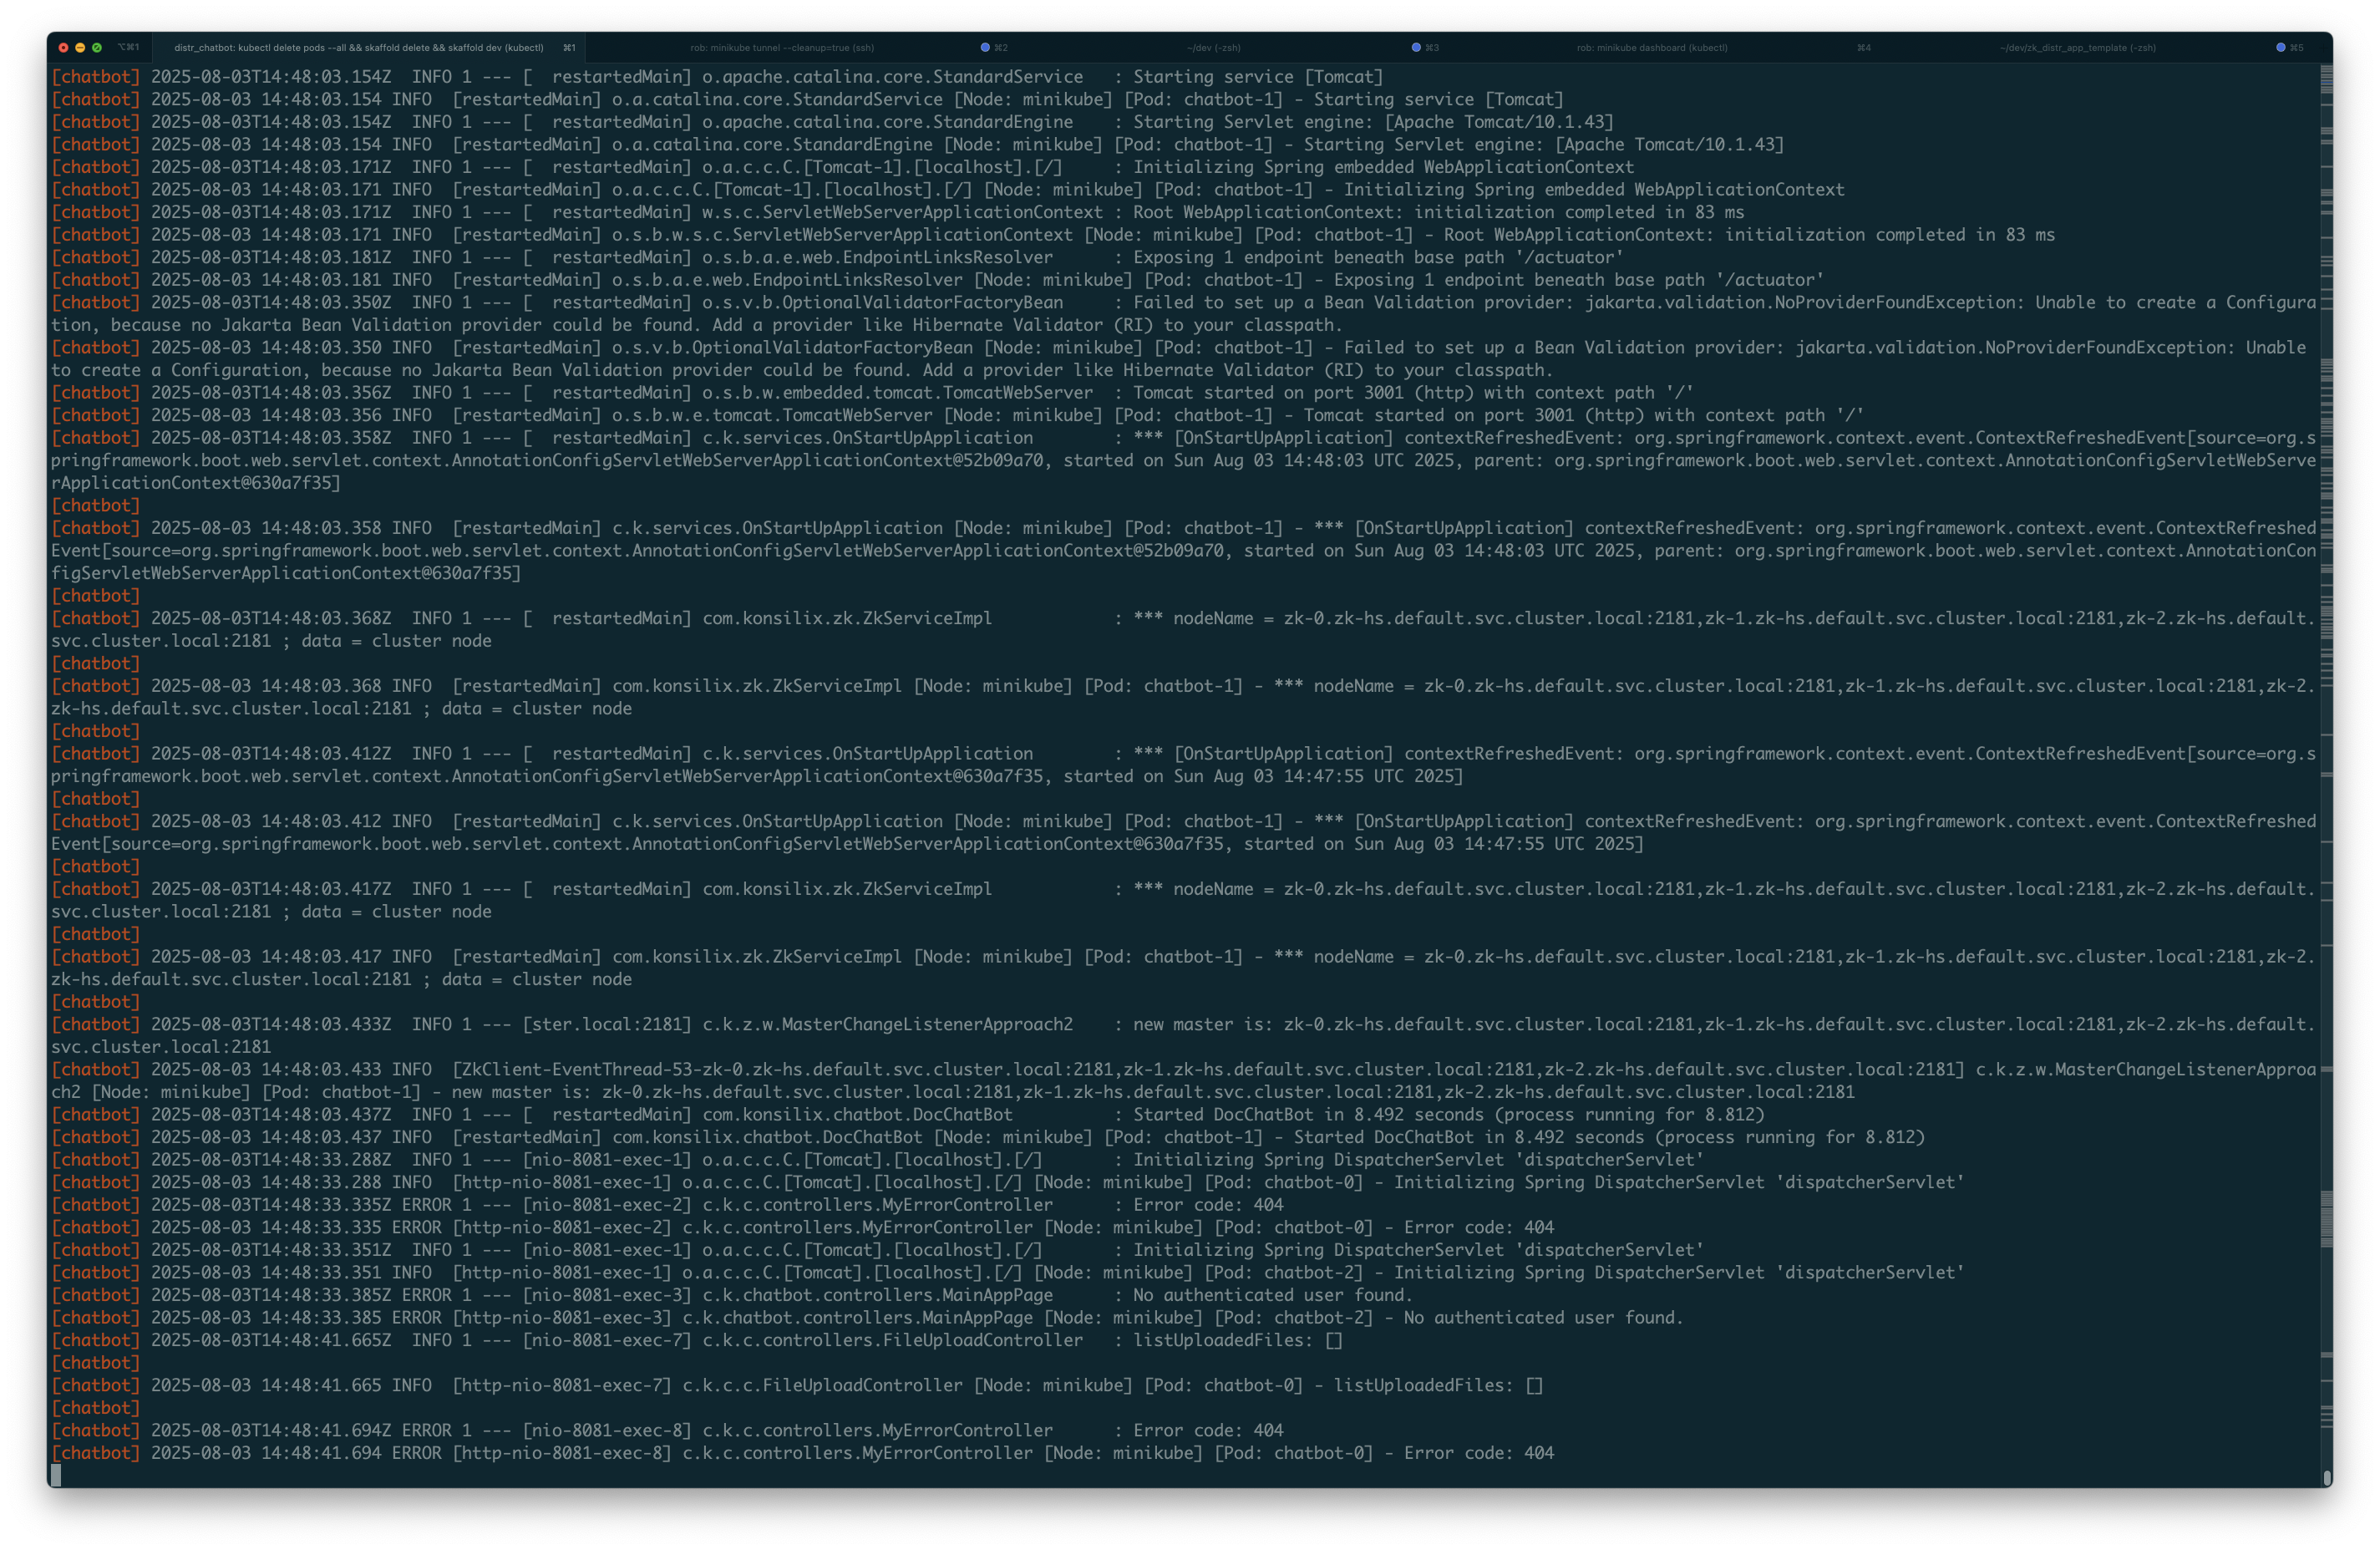 ⌥⌘1 distr_chatbot: kubectl delete pods --all && skaffold delete && skaffold dev (kubectl) ⌘1 rob: minikube tunnel --cleanup=true (ssh) ⌘2 ~/dev (-zsh) ⌘3 rob: minikube dashboard (kubectl) ⌘4 ~/dev/zk_distr_app_template (-zsh) ⌘5
[chatbot] 2025-08-03T14:48:03.154Z  INFO 1 --- [  restartedMain] o.apache.catalina.core.StandardService   : Starting service [Tomcat]
[chatbot] 2025-08-03 14:48:03.154 INFO  [restartedMain] o.a.catalina.core.StandardService [Node: minikube] [Pod: chatbot-1] - Starting service [Tomcat]
[chatbot] 2025-08-03T14:48:03.154Z  INFO 1 --- [  restartedMain] o.apache.catalina.core.StandardEngine    : Starting Servlet engine: [Apache Tomcat/10.1.43]
[chatbot] 2025-08-03 14:48:03.154 INFO  [restartedMain] o.a.catalina.core.StandardEngine [Node: minikube] [Pod: chatbot-1] - Starting Servlet engine: [Apache Tomcat/10.1.43]
[chatbot] 2025-08-03T14:48:03.171Z  INFO 1 --- [  restartedMain] o.a.c.c.C.[Tomcat-1].[localhost].[/]     : Initializing Spring embedded WebApplicationContext
[chatbot] 2025-08-03 14:48:03.171 INFO  [restartedMain] o.a.c.c.C.[Tomcat-1].[localhost].[/] [Node: minikube] [Pod: chatbot-1] - Initializing Spring embedded WebApplicationContext
[chatbot] 2025-08-03T14:48:03.171Z  INFO 1 --- [  restartedMain] w.s.c.ServletWebServerApplicationContext : Root WebApplicationContext: initialization completed in 83 ms
[chatbot] 2025-08-03 14:48:03.171 INFO  [restartedMain] o.s.b.w.s.c.ServletWebServerApplicationContext [Node: minikube] [Pod: chatbot-1] - Root WebApplicationContext: initialization completed in 83 ms
[chatbot] 2025-08-03T14:48:03.181Z  INFO 1 --- [  restartedMain] o.s.b.a.e.web.EndpointLinksResolver      : Exposing 1 endpoint beneath base path '/actuator'
[chatbot] 2025-08-03 14:48:03.181 INFO  [restartedMain] o.s.b.a.e.web.EndpointLinksResolver [Node: minikube] [Pod: chatbot-1] - Exposing 1 endpoint beneath base path '/actuator'
[chatbot] 2025-08-03T14:48:03.350Z  INFO 1 --- [  restartedMain] o.s.v.b.OptionalValidatorFactoryBean     : Failed to set up a Bean Validation provider: jakarta.validation.NoProviderFoundException: Unable to create a Configura
tion, because no Jakarta Bean Validation provider could be found. Add a provider like Hibernate Validator (RI) to your classpath.
[chatbot] 2025-08-03 14:48:03.350 INFO  [restartedMain] o.s.v.b.OptionalValidatorFactoryBean [Node: minikube] [Pod: chatbot-1] - Failed to set up a Bean Validation provider: jakarta.validation.NoProviderFoundException: Unable
to create a Configuration, because no Jakarta Bean Validation provider could be found. Add a provider like Hibernate Validator (RI) to your classpath.
[chatbot] 2025-08-03T14:48:03.356Z  INFO 1 --- [  restartedMain] o.s.b.w.embedded.tomcat.TomcatWebServer  : Tomcat started on port 3001 (http) with context path '/'
[chatbot] 2025-08-03 14:48:03.356 INFO  [restartedMain] o.s.b.w.e.tomcat.TomcatWebServer [Node: minikube] [Pod: chatbot-1] - Tomcat started on port 3001 (http) with context path '/'
[chatbot] 2025-08-03T14:48:03.358Z  INFO 1 --- [  restartedMain] c.k.services.OnStartUpApplication        : *** [OnStartUpApplication] contextRefreshedEvent: org.springframework.context.event.ContextRefreshedEvent[source=org.s
pringframework.boot.web.servlet.context.AnnotationConfigServletWebServerApplicationContext@52b09a70, started on Sun Aug 03 14:48:03 UTC 2025, parent: org.springframework.boot.web.servlet.context.AnnotationConfigServletWebServe
rApplicationContext@630a7f35]
[chatbot]
[chatbot] 2025-08-03 14:48:03.358 INFO  [restartedMain] c.k.services.OnStartUpApplication [Node: minikube] [Pod: chatbot-1] - *** [OnStartUpApplication] contextRefreshedEvent: org.springframework.context.event.ContextRefreshed
Event[source=org.springframework.boot.web.servlet.context.AnnotationConfigServletWebServerApplicationContext@52b09a70, started on Sun Aug 03 14:48:03 UTC 2025, parent: org.springframework.boot.web.servlet.context.AnnotationCon
figServletWebServerApplicationContext@630a7f35]
[chatbot]
[chatbot] 2025-08-03T14:48:03.368Z  INFO 1 --- [  restartedMain] com.konsilix.zk.ZkServiceImpl            : *** nodeName = zk-0.zk-hs.default.svc.cluster.local:2181,zk-1.zk-hs.default.svc.cluster.local:2181,zk-2.zk-hs.default.
svc.cluster.local:2181 ; data = cluster node
[chatbot]
[chatbot] 2025-08-03 14:48:03.368 INFO  [restartedMain] com.konsilix.zk.ZkServiceImpl [Node: minikube] [Pod: chatbot-1] - *** nodeName = zk-0.zk-hs.default.svc.cluster.local:2181,zk-1.zk-hs.default.svc.cluster.local:2181,zk-2.
zk-hs.default.svc.cluster.local:2181 ; data = cluster node
[chatbot]
[chatbot] 2025-08-03T14:48:03.412Z  INFO 1 --- [  restartedMain] c.k.services.OnStartUpApplication        : *** [OnStartUpApplication] contextRefreshedEvent: org.springframework.context.event.ContextRefreshedEvent[source=org.s
pringframework.boot.web.servlet.context.AnnotationConfigServletWebServerApplicationContext@630a7f35, started on Sun Aug 03 14:47:55 UTC 2025]
[chatbot]
[chatbot] 2025-08-03 14:48:03.412 INFO  [restartedMain] c.k.services.OnStartUpApplication [Node: minikube] [Pod: chatbot-1] - *** [OnStartUpApplication] contextRefreshedEvent: org.springframework.context.event.ContextRefreshed
Event[source=org.springframework.boot.web.servlet.context.AnnotationConfigServletWebServerApplicationContext@630a7f35, started on Sun Aug 03 14:47:55 UTC 2025]
[chatbot]
[chatbot] 2025-08-03T14:48:03.417Z  INFO 1 --- [  restartedMain] com.konsilix.zk.ZkServiceImpl            : *** nodeName = zk-0.zk-hs.default.svc.cluster.local:2181,zk-1.zk-hs.default.svc.cluster.local:2181,zk-2.zk-hs.default.
svc.cluster.local:2181 ; data = cluster node
[chatbot]
[chatbot] 2025-08-03 14:48:03.417 INFO  [restartedMain] com.konsilix.zk.ZkServiceImpl [Node: minikube] [Pod: chatbot-1] - *** nodeName = zk-0.zk-hs.default.svc.cluster.local:2181,zk-1.zk-hs.default.svc.cluster.local:2181,zk-2.
zk-hs.default.svc.cluster.local:2181 ; data = cluster node
[chatbot]
[chatbot] 2025-08-03T14:48:03.433Z  INFO 1 --- [ster.local:2181] c.k.z.w.MasterChangeListenerApproach2    : new master is: zk-0.zk-hs.default.svc.cluster.local:2181,zk-1.zk-hs.default.svc.cluster.local:2181,zk-2.zk-hs.default.
svc.cluster.local:2181
[chatbot] 2025-08-03 14:48:03.433 INFO  [ZkClient-EventThread-53-zk-0.zk-hs.default.svc.cluster.local:2181,zk-1.zk-hs.default.svc.cluster.local:2181,zk-2.zk-hs.default.svc.cluster.local:2181] c.k.z.w.MasterChangeListenerApproa
ch2 [Node: minikube] [Pod: chatbot-1] - new master is: zk-0.zk-hs.default.svc.cluster.local:2181,zk-1.zk-hs.default.svc.cluster.local:2181,zk-2.zk-hs.default.svc.cluster.local:2181
[chatbot] 2025-08-03T14:48:03.437Z  INFO 1 --- [  restartedMain] com.konsilix.chatbot.DocChatBot          : Started DocChatBot in 8.492 seconds (process running for 8.812)
[chatbot] 2025-08-03 14:48:03.437 INFO  [restartedMain] com.konsilix.chatbot.DocChatBot [Node: minikube] [Pod: chatbot-1] - Started DocChatBot in 8.492 seconds (process running for 8.812)
[chatbot] 2025-08-03T14:48:33.288Z  INFO 1 --- [nio-8081-exec-1] o.a.c.c.C.[Tomcat].[localhost].[/]       : Initializing Spring DispatcherServlet 'dispatcherServlet'
[chatbot] 2025-08-03 14:48:33.288 INFO  [http-nio-8081-exec-1] o.a.c.c.C.[Tomcat].[localhost].[/] [Node: minikube] [Pod: chatbot-0] - Initializing Spring DispatcherServlet 'dispatcherServlet'
[chatbot] 2025-08-03T14:48:33.335Z ERROR 1 --- [nio-8081-exec-2] c.k.c.controllers.MyErrorController      : Error code: 404
[chatbot] 2025-08-03 14:48:33.335 ERROR [http-nio-8081-exec-2] c.k.c.controllers.MyErrorController [Node: minikube] [Pod: chatbot-0] - Error code: 404
[chatbot] 2025-08-03T14:48:33.351Z  INFO 1 --- [nio-8081-exec-1] o.a.c.c.C.[Tomcat].[localhost].[/]       : Initializing Spring DispatcherServlet 'dispatcherServlet'
[chatbot] 2025-08-03 14:48:33.351 INFO  [http-nio-8081-exec-1] o.a.c.c.C.[Tomcat].[localhost].[/] [Node: minikube] [Pod: chatbot-2] - Initializing Spring DispatcherServlet 'dispatcherServlet'
[chatbot] 2025-08-03T14:48:33.385Z ERROR 1 --- [nio-8081-exec-3] c.k.chatbot.controllers.MainAppPage      : No authenticated user found.
[chatbot] 2025-08-03 14:48:33.385 ERROR [http-nio-8081-exec-3] c.k.chatbot.controllers.MainAppPage [Node: minikube] [Pod: chatbot-2] - No authenticated user found.
[chatbot] 2025-08-03T14:48:41.665Z  INFO 1 --- [nio-8081-exec-7] c.k.c.controllers.FileUploadController   : listUploadedFiles: []
[chatbot]
[chatbot] 2025-08-03 14:48:41.665 INFO  [http-nio-8081-exec-7] c.k.c.c.FileUploadController [Node: minikube] [Pod: chatbot-0] - listUploadedFiles: []
[chatbot]
[chatbot] 2025-08-03T14:48:41.694Z ERROR 1 --- [nio-8081-exec-8] c.k.c.controllers.MyErrorController      : Error code: 404
[chatbot] 2025-08-03 14:48:41.694 ERROR [http-nio-8081-exec-8] c.k.c.controllers.MyErrorController [Node: minikube] [Pod: chatbot-0] - Error code: 404